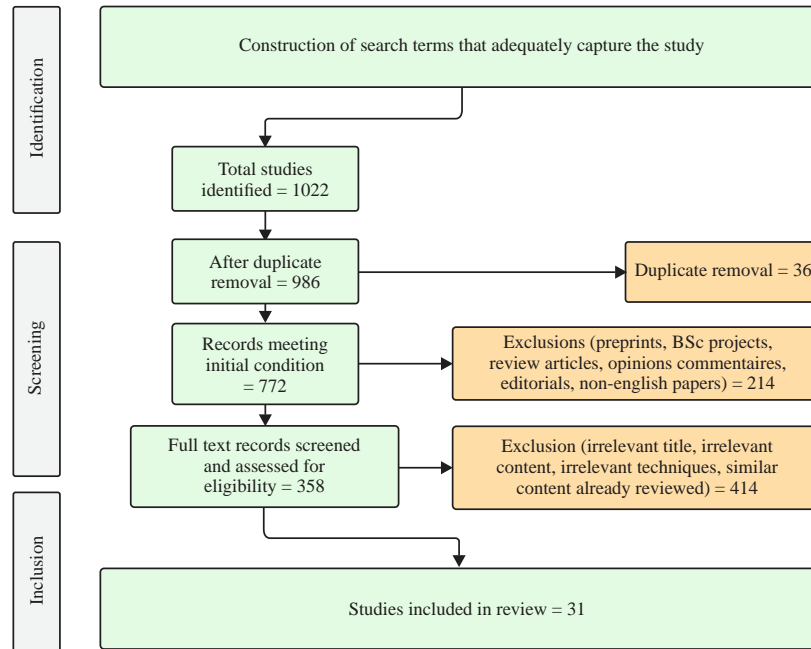 Identification
Construction of search terms that adequately capture the study
Total studies
identified = 1022
Screening
After duplicate
removal = 986
Duplicate removal = 36
Records meeting
initial condition
= 772
Exclusions (preprints, BSc projects,
review articles, opinions commentaires,
editorials, non-english papers) = 214
Full text records screened
and assessed for
eligibility = 358
Exclusion (irrelevant title, irrelevant
content, irrelevant techniques, similar
content already reviewed) = 414
Inclusion
Studies included in review = 31